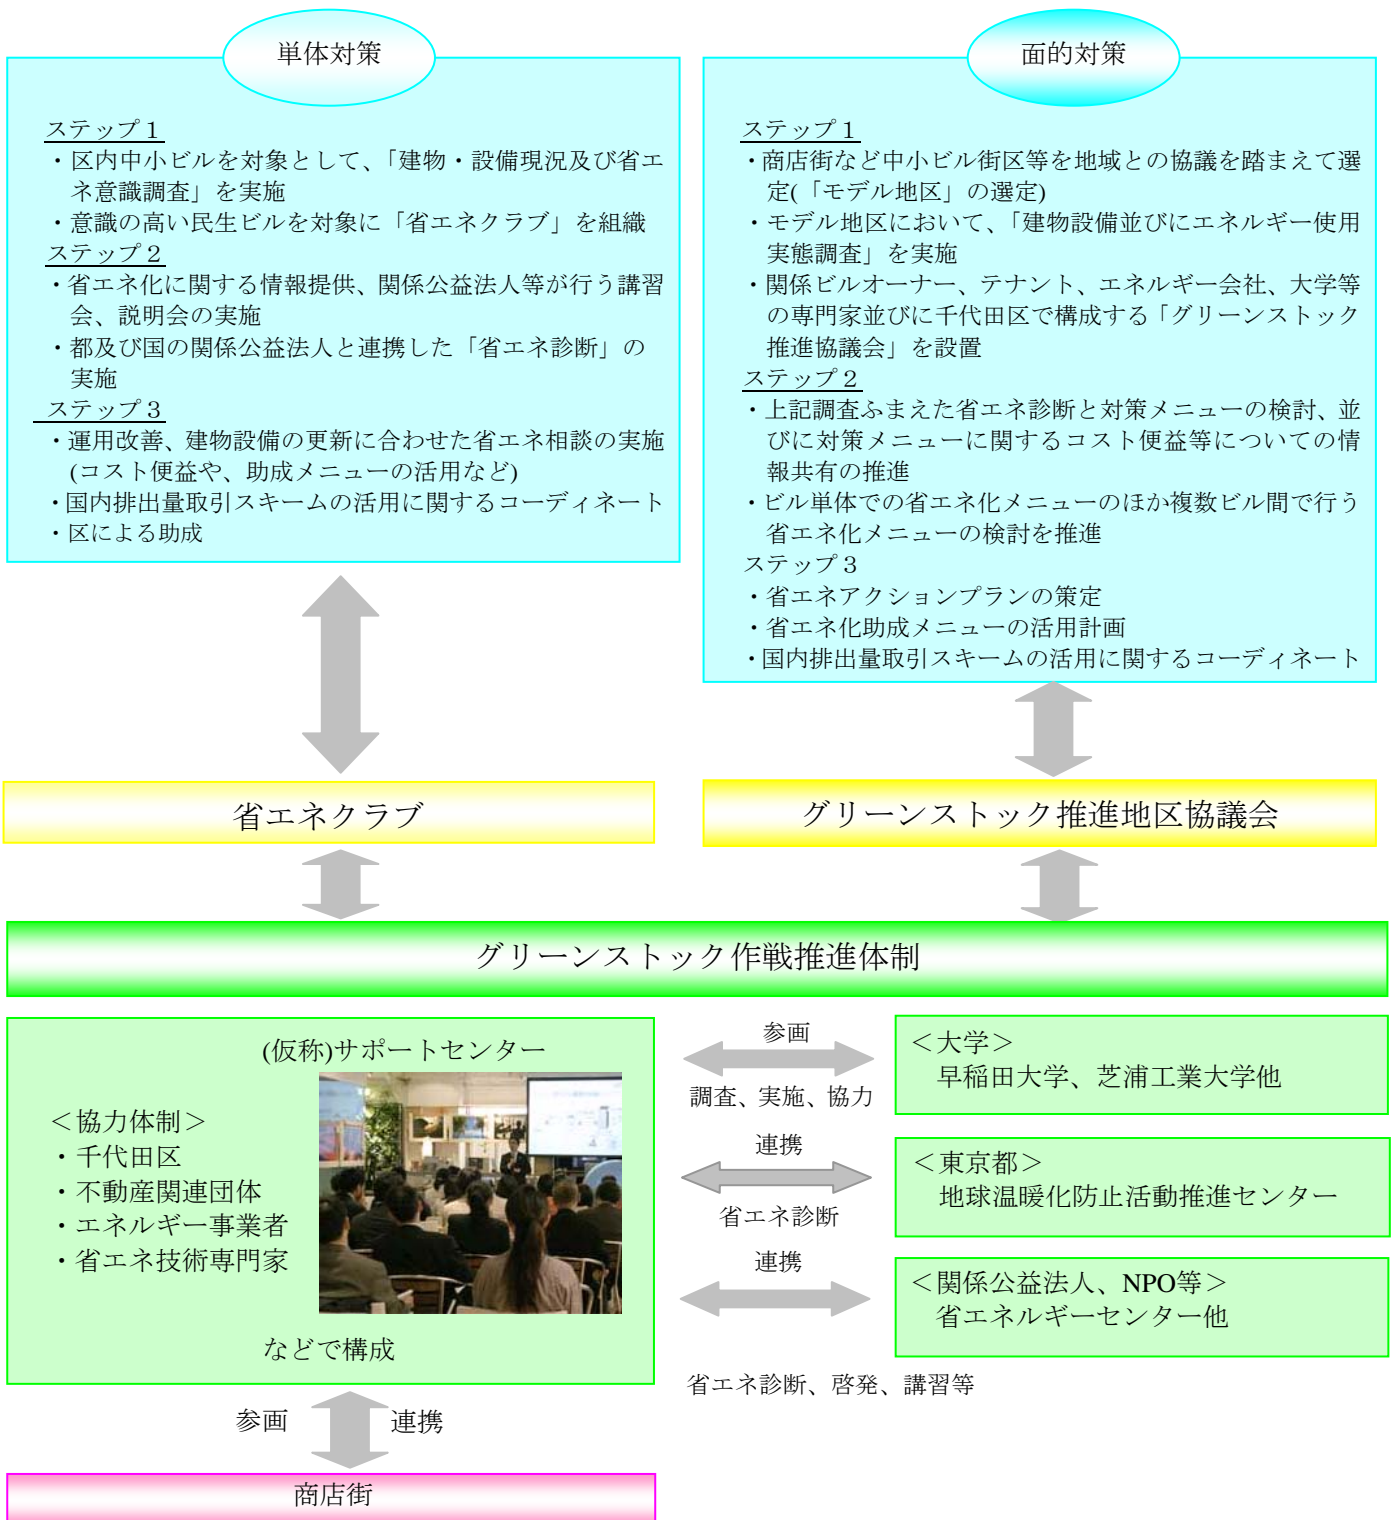 単体対策
ステップ１
・区内中小ビルを対象として、「建物・設備現況及び省エ
ネ意識調査」を実施
・意識の高い民生ビルを対象に「省エネクラブ」を組織
ステップ２
・省エネ化に関する情報提供、関係公益法人等が行う講習
会、説明会の実施
・都及び国の関係公益法人と連携した「省エネ診断」の
実施
ステップ３
・運用改善、建物設備の更新に合わせた省エネ相談の実施
(コスト便益や、助成メニューの活用など)
・国内排出量取引スキームの活用に関するコーディネート
・区による助成
面的対策
ステップ１
・商店街など中小ビル街区等を地域との協議を踏まえて選
定(「モデル地区」の選定)
・モデル地区において、「建物設備並びにエネルギー使用
実態調査」を実施
・関係ビルオーナー、テナント、エネルギー会社、大学等
の専門家並びに千代田区で構成する「グリーンストック
推進協議会」を設置
ステップ２
・上記調査ふまえた省エネ診断と対策メニューの検討、並
びに対策メニューに関するコスト便益等についての情
報共有の推進
・ビル単体での省エネ化メニューのほか複数ビル間で行う
省エネ化メニューの検討を推進
ステップ３
・省エネアクションプランの策定
・省エネ化助成メニューの活用計画
・国内排出量取引スキームの活用に関するコーディネート
省エネクラブ
グリーンストック推進地区協議会
グリーンストック作戦推進体制
(仮称)サポートセンター
＜協力体制＞
・千代田区
・不動産関連団体
・エネルギー事業者
・省エネ技術専門家
などで構成
参画
調査、実施、協力
＜大学＞
早稲田大学、芝浦工業大学他
連携
省エネ診断
＜東京都＞
地球温暖化防止活動推進センター
連携
＜関係公益法人、NPO等＞
省エネルギーセンター他
省エネ診断、啓発、講習等
参画 連携
商店街